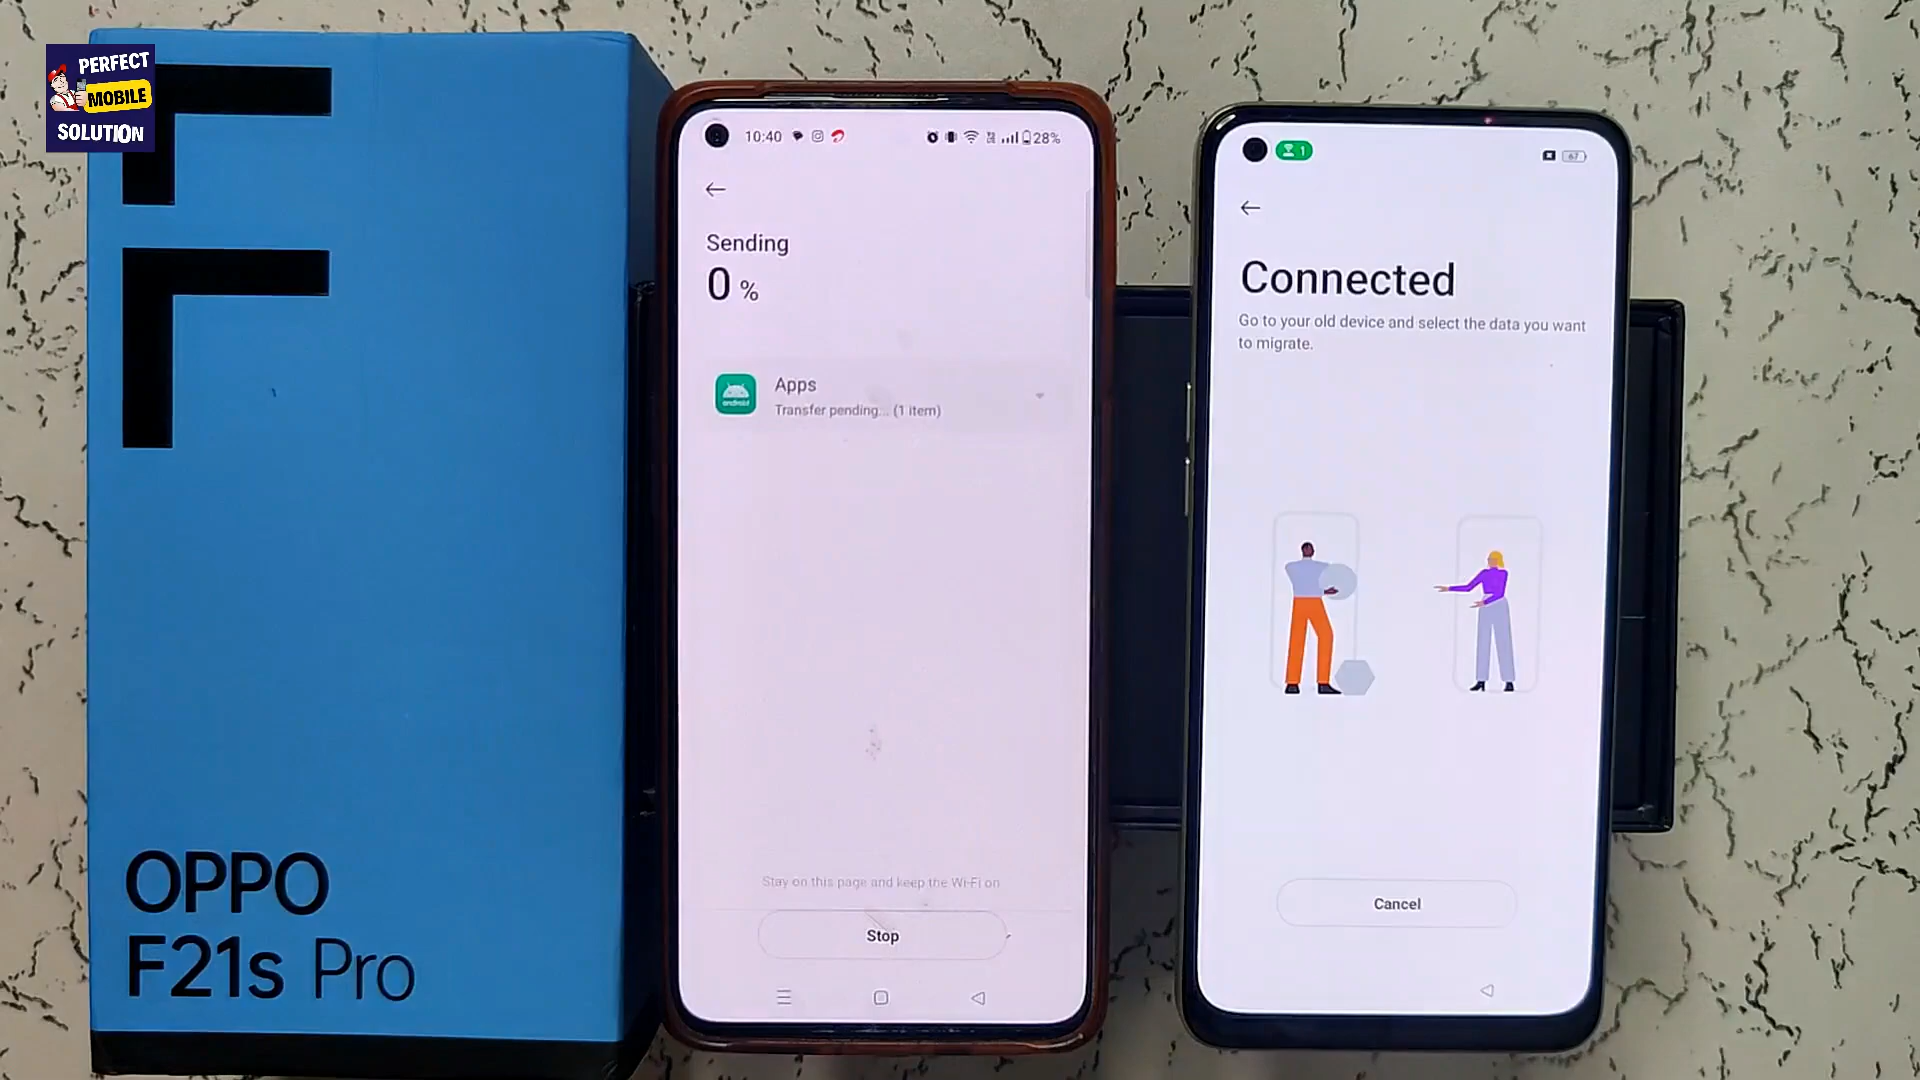 PERFECT
MOBILE
SOLUTION
OPPO
F21s Pro
10:40
28%
Sending
0 %
android
Apps
Transfer pending... (1 item)
Stay on this page and keep the Wi-Fi on
Stop
1
67
Connected
Go to your old device and select the data you want
to migrate.
Cancel